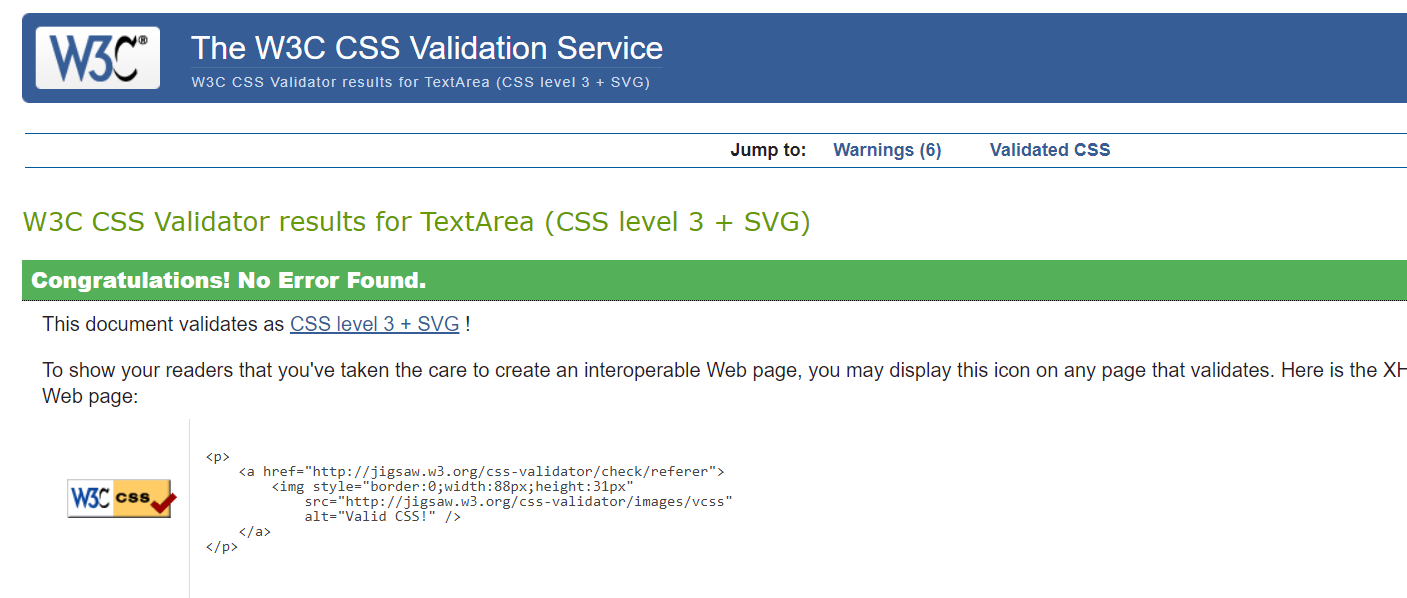 W3C®
The W3C CSS Validation Service
W3C CSS Validator results for TextArea (CSS level 3 + SVG)
Jump to: Warnings (6) Validated CSS
W3C CSS Validator results for TextArea (CSS level 3 + SVG)
Congratulations! No Error Found.
This document validates as CSS level 3 + SVG !
To show your readers that you've taken the care to create an interoperable Web page, you may display this icon on any page that validates. Here is the XH
Web page:
W3C css
<p>
    <a href="http://jigsaw.w3.org/css-validator/check/referer">
        <img style="border:0;width:88px;height:31px"
            src="http://jigsaw.w3.org/css-validator/images/vcss"
            alt="Valid CSS!" />
    </a>
</p>